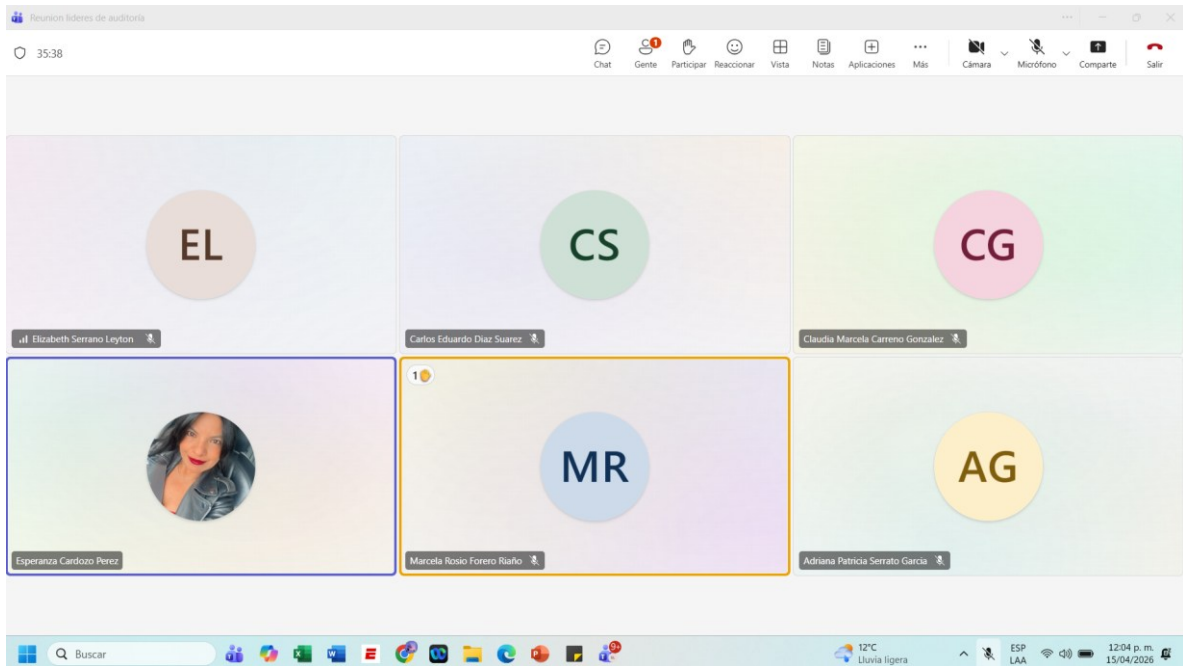 Reunion lideres de auditoría
35:38
Chat
Gente
1
Participar
Reaccionar
Vista
Notas
Aplicaciones
Más
Cámara
Micrófono
Comparte
Salir
EL
Elizabeth Serrano Leyton
CS
Carlos Eduardo Diaz Suarez
CG
Claudia Marcela Carreno Gonzalez
Esperanza Cardozo Perez
1
MR
Marcela Rosio Forero Riaño
AG
Adriana Patricia Serrato Garcia
Buscar
9+
12°C
Lluvia ligera
ESP
LAA
12:04 p. m.
15/04/2026